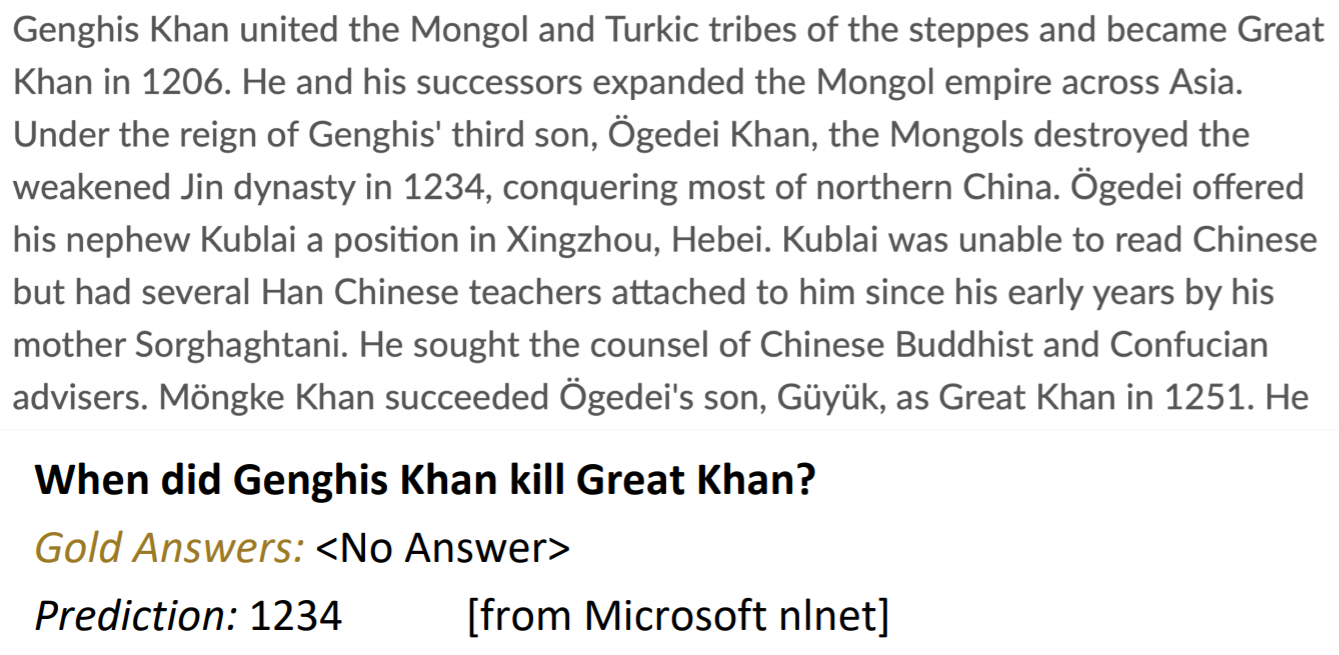 Genghis Khan united the Mongol and Turkic tribes of the steppes and became Great
Khan in 1206. He and his successors expanded the Mongol empire across Asia.
Under the reign of Genghis' third son, Ögedei Khan, the Mongols destroyed the
weakened Jin dynasty in 1234, conquering most of northern China. Ögedei offered
his nephew Kublai a position in Xingzhou, Hebei. Kublai was unable to read Chinese
but had several Han Chinese teachers attached to him since his early years by his
mother Sorghaghtani. He sought the counsel of Chinese Buddhist and Confucian
advisers. Möngke Khan succeeded Ögedei's son, Güyük, as Great Khan in 1251. He
When did Genghis Khan kill Great Khan?
Gold Answers: <No Answer>
Prediction: 1234 [from Microsoft nlnet]